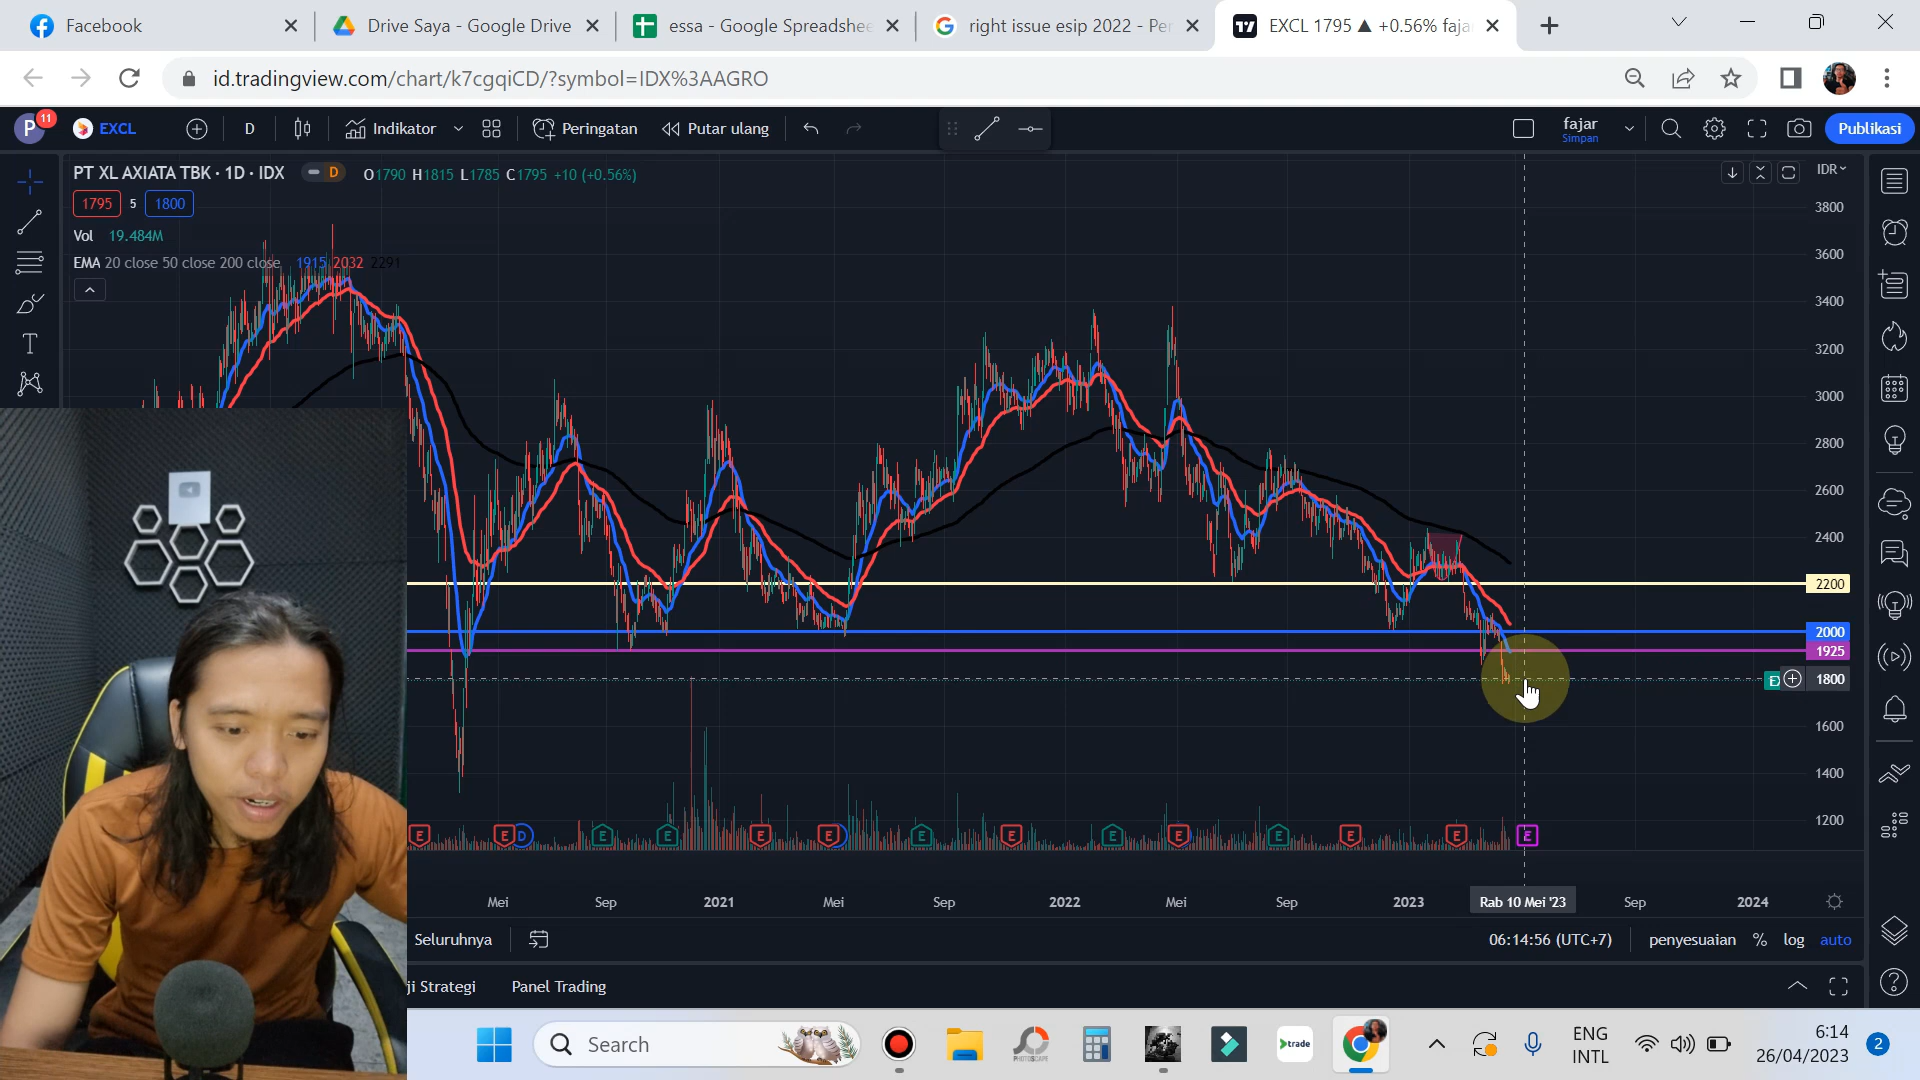 Facebook
Drive Saya - Google Drive
essa - Google Spreadshee
right issue esip 2022 - Per
EXCL 1795 ▲ +0.56% faja
id.tradingview.com/chart/k7cgqiCD/?symbol=IDX%3AAGRO
P
11
EXCL
D
Indikator
Peringatan
Putar ulang
fajar
Simpan
Publikasi
PT XL AXIATA TBK · 1D · IDX
D
O1790 H1815 L1785 C1795 +10 (+0.56%)
IDR
1795
5
1800
Vol 19.484M
EMA 20 close 50 close 200 close 1915 2032 2291
3800
3600
3400
3200
3000
2800
2600
2400
2200
2000
1925
1800
1600
1400
1200
E
E
D
E
E
E
E
E
E
E
E
E
E
E
E
Mei
Sep
2021
Mei
Sep
2022
Mei
Sep
2023
Rab 10 Mei '23
Sep
2024
Seluruhnya
06:14:56 (UTC+7)
penyesuaian
%
log
auto
ji Strategi
Panel Trading
Search
PHOTOSCAPE
trade
ENG
INTL
6:14
26/04/2023
2